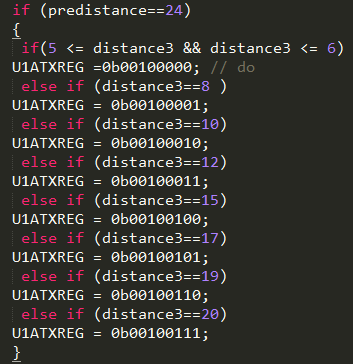 if (predistance==24)
{
if(5 <= distance3 && distance3 <= 6)
U1ATXREG =0b00100000; // do
else if (distance3==8 )
U1ATXREG = 0b00100001;
else if (distance3==10)
U1ATXREG = 0b00100010;
else if (distance3==12)
U1ATXREG = 0b00100011;
else if (distance3==15)
U1ATXREG = 0b00100100;
else if (distance3==17)
U1ATXREG = 0b00100101;
else if (distance3==19)
U1ATXREG = 0b00100110;
else if (distance3==20)
U1ATXREG = 0b00100111;
}